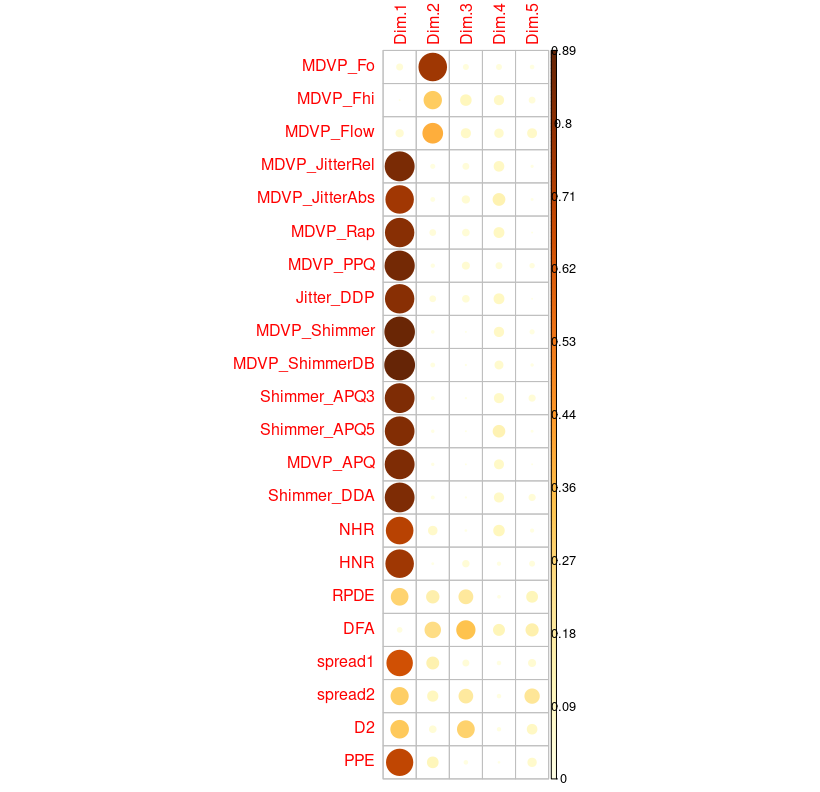 Dim.1 Dim.2 Dim.3 Dim.4 Dim.5
MDVP_Fo
MDVP_Fhi
MDVP_Flow
MDVP_JitterRel
MDVP_JitterAbs
MDVP_Rap
MDVP_PPQ
Jitter_DDP
MDVP_Shimmer
MDVP_ShimmerDB
Shimmer_APQ3
Shimmer_APQ5
MDVP_APQ
Shimmer_DDA
NHR
HNR
RPDE
DFA
spread1
spread2
D2
PPE
0.89
0.8
0.71
0.62
0.53
0.44
0.36
0.27
0.18
0.09
0